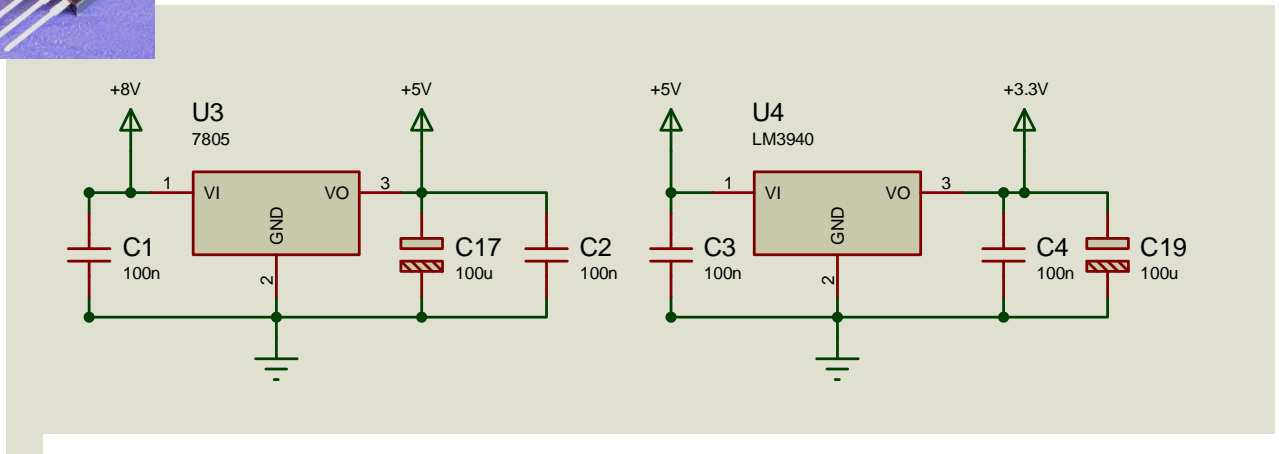 +8V
U3
7805
1
VI
VO
3
GND
2
+5V
C1
100n
C17
100u
C2
100n
+5V
U4
LM3940
1
VI
VO
3
GND
2
+3.3V
C3
100n
C4
100n
C19
100u